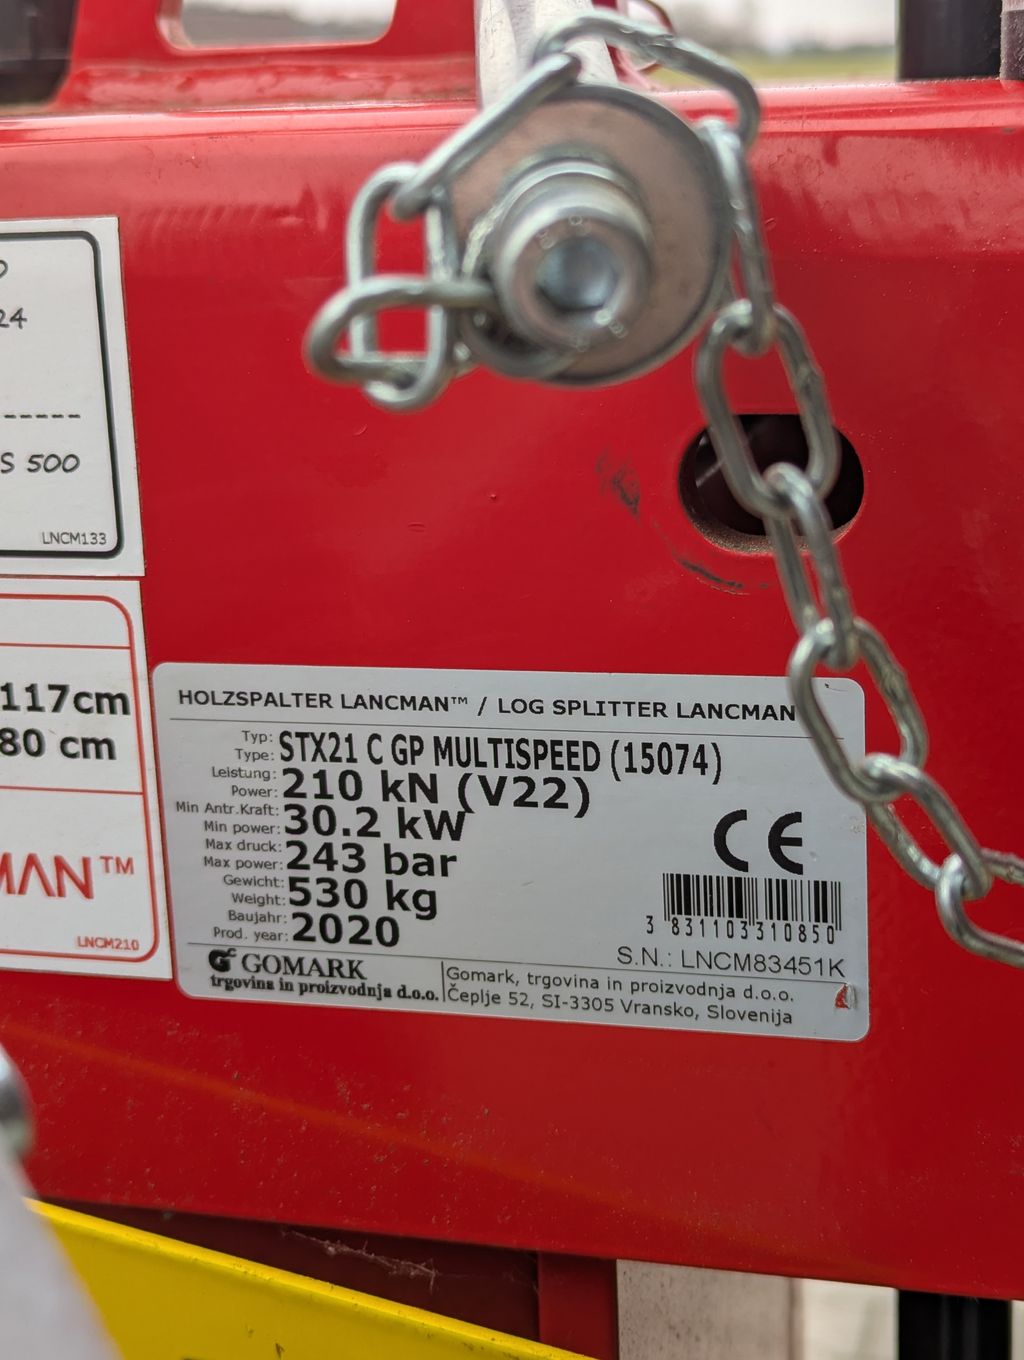 24
-----
S 500
LNCM133
117cm
80 cm
MAN™
LNCM210
HOLZSPALTER LANCMAN™ / LOG SPLITTER LANCMAN
Typ:
Type: STX21 C GP MULTISPEED (15074)
Leistung:
Power: 210 kN (V22)
Min Antr.Kraft:
Min power: 30.2 kW
Max druck:
Max power: 243 bar
Gewicht:
Weight: 530 kg
Baujahr:
Prod. year: 2020
CE
3 831103 310850
S.N.: LNCM83451K
GOMARK
trgovina in proizvodnja d.o.o.
Gomark, trgovina in proizvodnja d.o.o.
Čeplje 52, SI-3305 Vransko, Slovenija